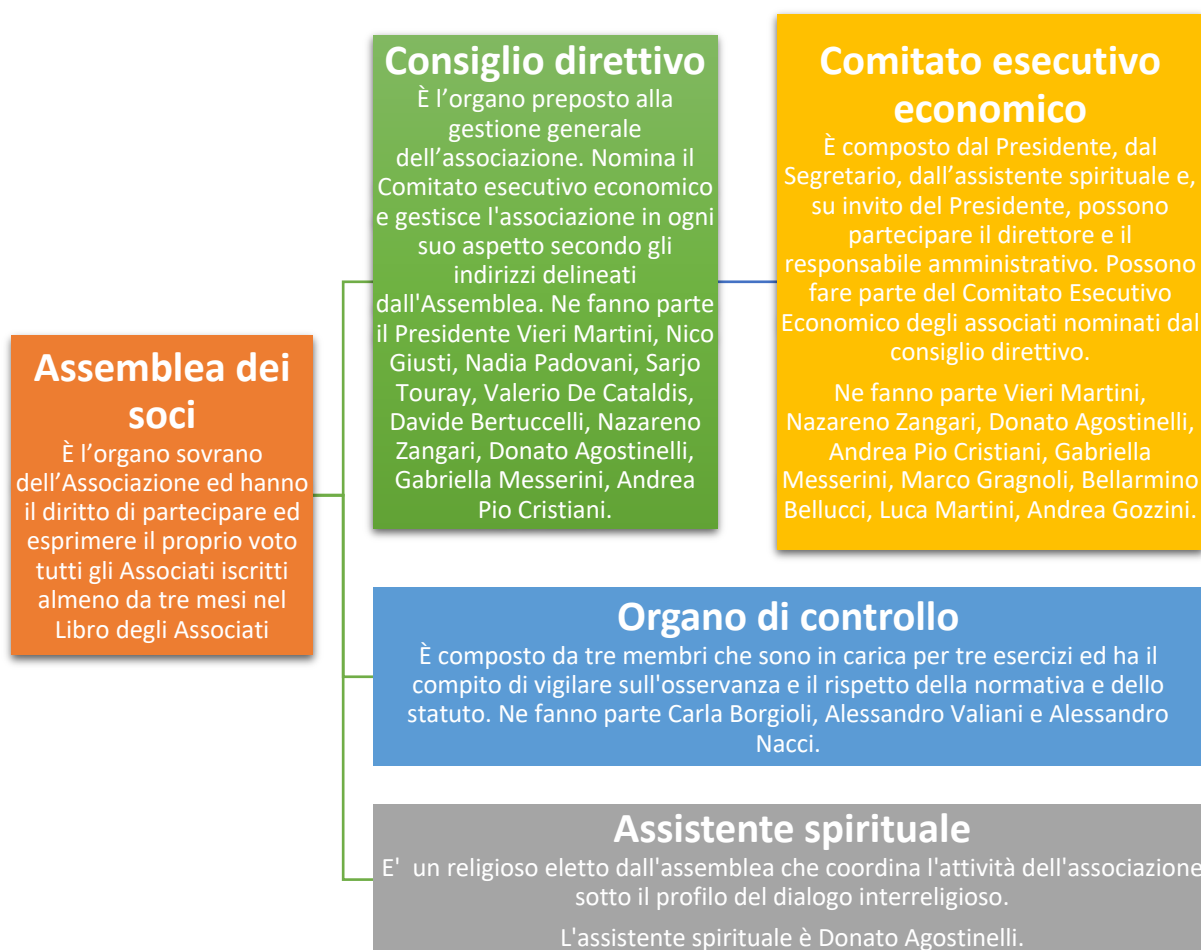 Assemblea dei
soci
È l’organo sovrano
dell’Associazione ed hanno
il diritto di partecipare ed
esprimere il proprio voto
tutti gli Associati iscritti
almeno da tre mesi nel
Libro degli Associati
Consiglio direttivo
È l’organo preposto alla
gestione generale
dell’associazione. Nomina il
Comitato esecutivo economico
e gestisce l'associazione in ogni
suo aspetto secondo gli
indirizzi delineati
dall'Assemblea. Ne fanno parte
il Presidente Vieri Martini, Nico
Giusti, Nadia Padovani, Sarjo
Touray, Valerio De Cataldis,
Davide Bertuccelli, Nazareno
Zangari, Donato Agostinelli,
Gabriella Messerini, Andrea
Pio Cristiani.
Comitato esecutivo
economico
È composto dal Presidente, dal
Segretario, dall’assistente spirituale e,
su invito del Presidente, possono
partecipare il direttore e il
responsabile amministrativo. Possono
fare parte del Comitato Esecutivo
Economico degli associati nominati dal
consiglio direttivo.
Ne fanno parte Vieri Martini,
Nazareno Zangari, Donato Agostinelli,
Andrea Pio Cristiani, Gabriella
Messerini, Marco Gragnoli, Bellarmino
Bellucci, Luca Martini, Andrea Gozzini.
Organo di controllo
È composto da tre membri che sono in carica per tre esercizi ed ha il
compito di vigilare sull'osservanza e il rispetto della normativa e dello
statuto. Ne fanno parte Carla Borgioli, Alessandro Valiani e Alessandro
Nacci.
Assistente spirituale
E' un religioso eletto dall'assemblea che coordina l'attività dell'associazione
sotto il profilo del dialogo interreligioso.
L'assistente spirituale è Donato Agostinelli.